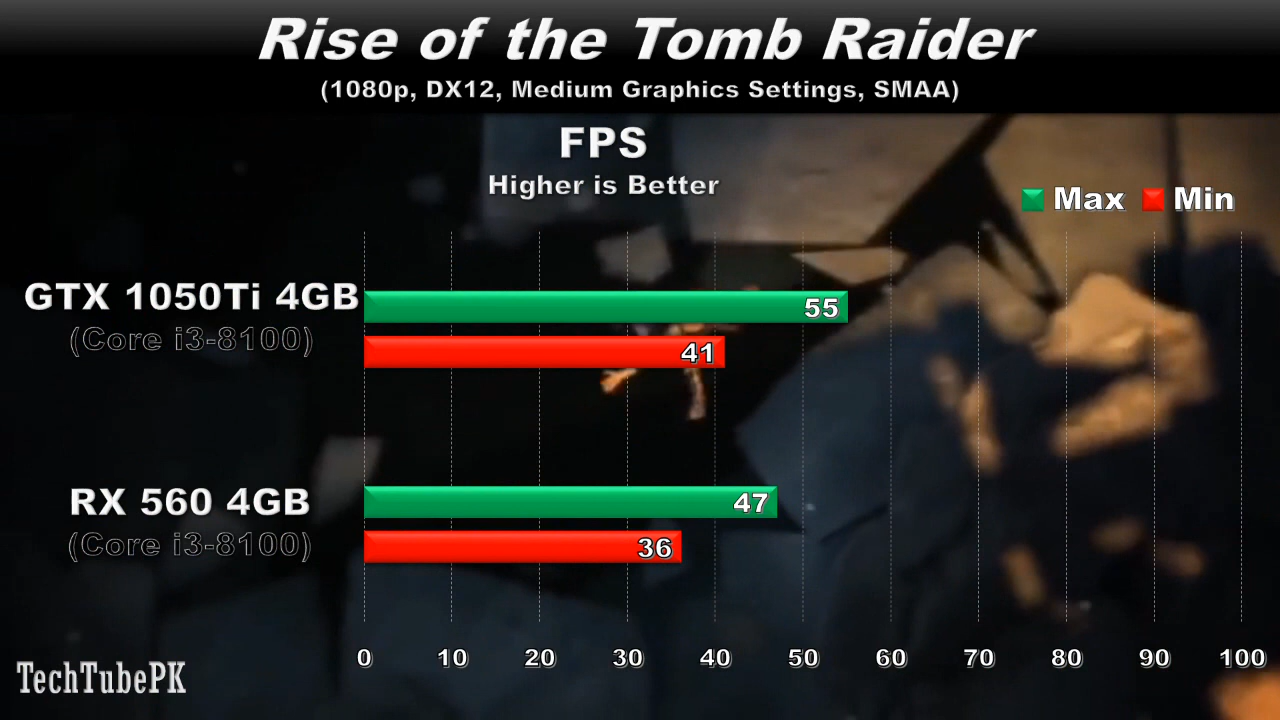 Rise of the Tomb Raider
(1080p, DX12, Medium Graphics Settings, SMAA)
FPS
Higher is Better
Max Min
GTX 1050Ti 4GB
(Core i3-8100)
55
41
RX 560 4GB
(Core i3-8100)
47
36
0 10 20 30 40 50 60 70 80 90 100
TechTubePK